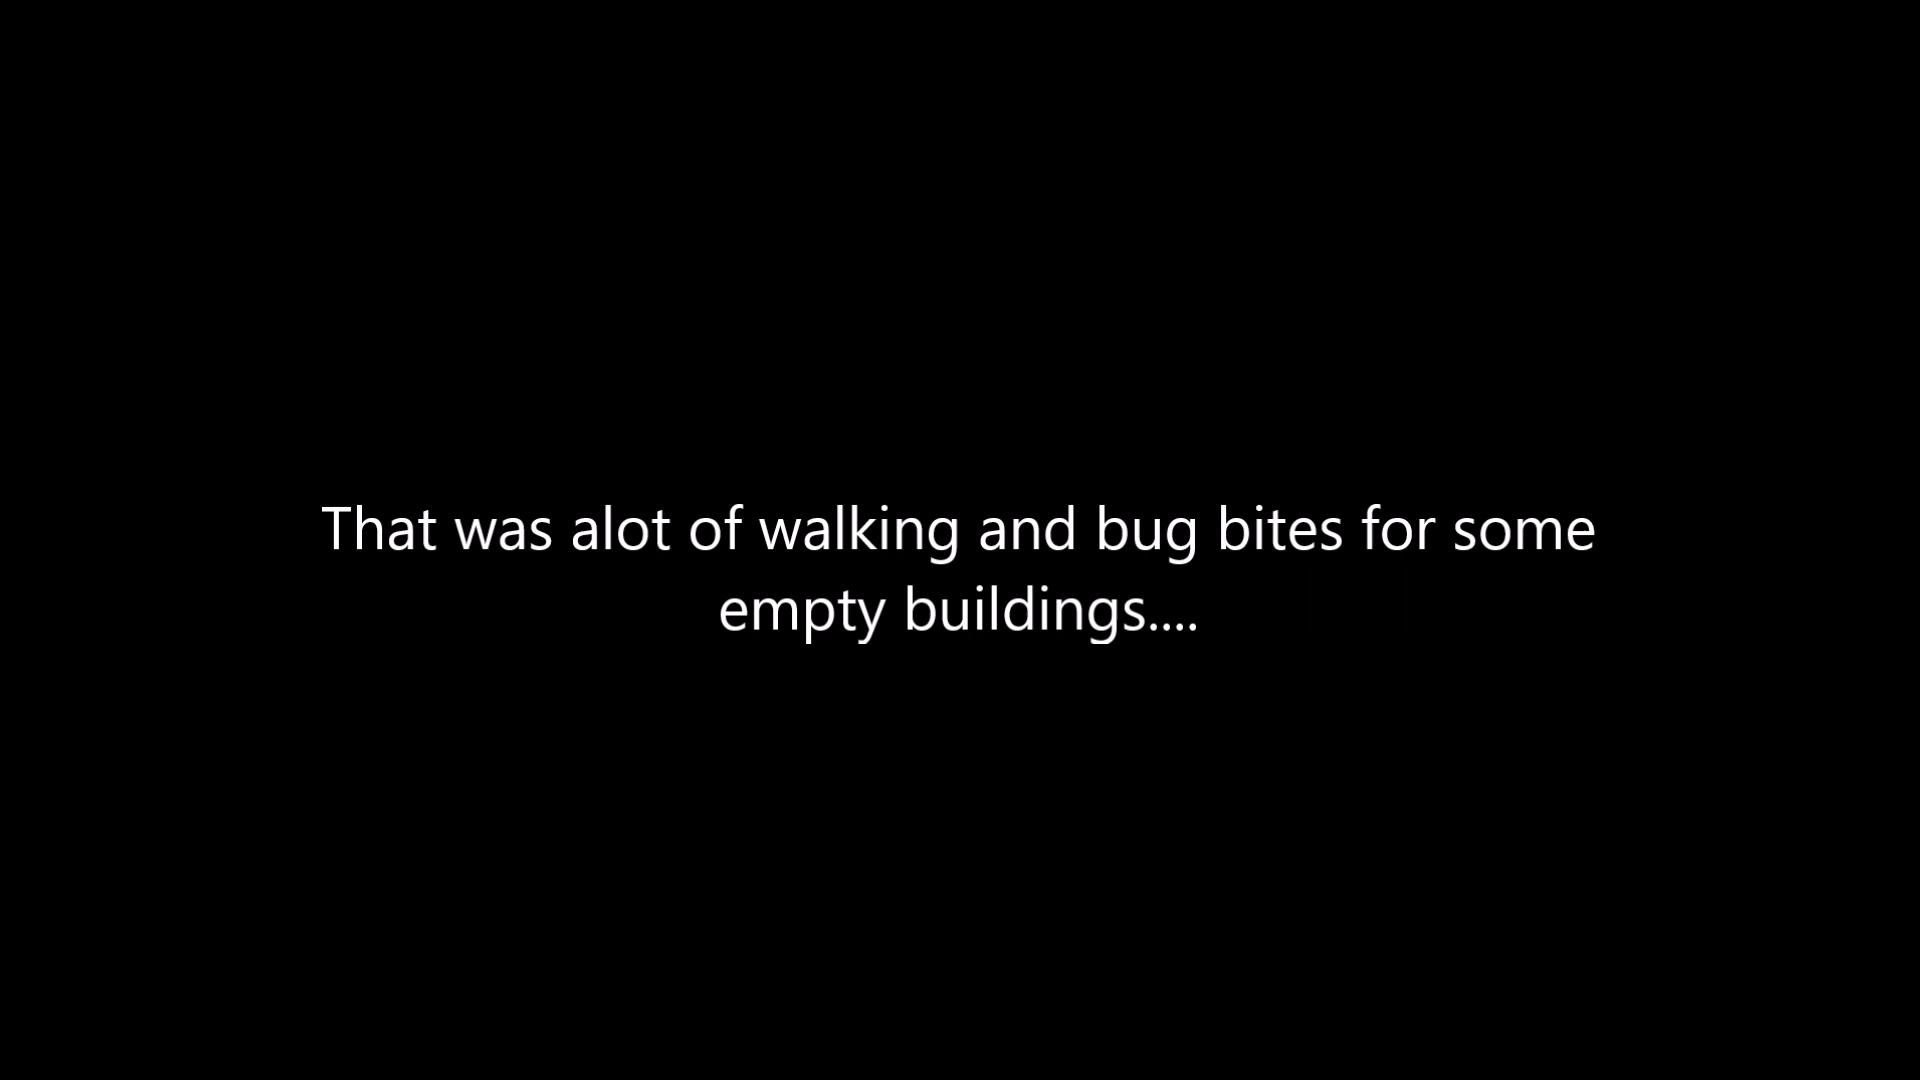 That was alot of walking and bug bites for some
empty buildings....